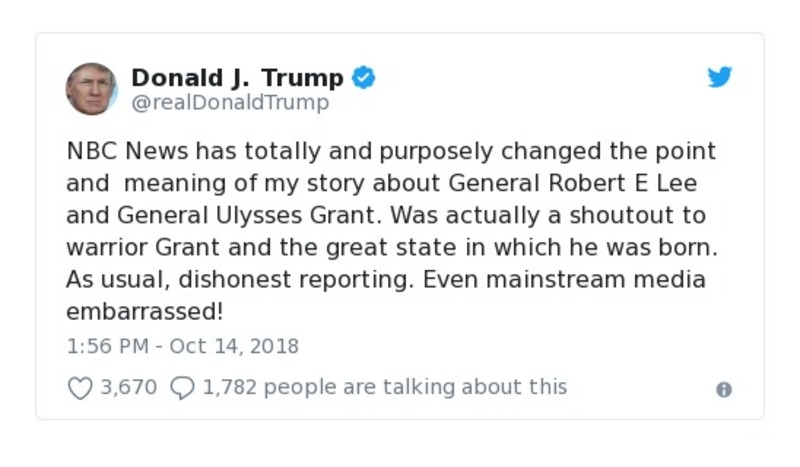 Donald J. Trump
@realDonaldTrump
NBC News has totally and purposely changed the point
and  meaning of my story about General Robert E Lee
and General Ulysses Grant. Was actually a shoutout to
warrior Grant and the great state in which he was born.
As usual, dishonest reporting. Even mainstream media
embarrassed!
1:56 PM - Oct 14, 2018
3,670 1,782 people are talking about this